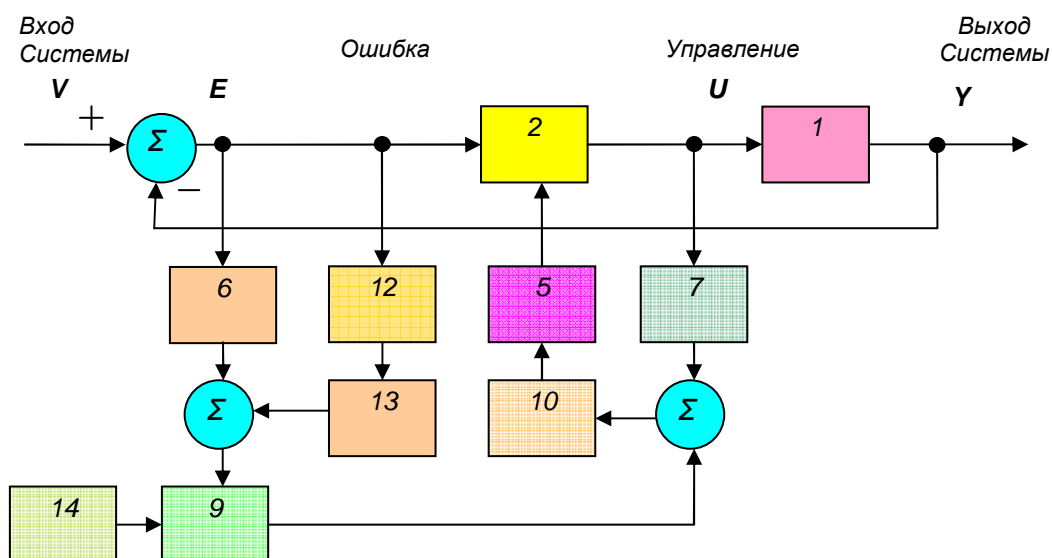 Вход
Системы
Ошибка
Управление
Выход
Системы
V
E
U
Y
+
Σ
2
1
—
6
12
5
7
Σ
13
10
Σ
14
9